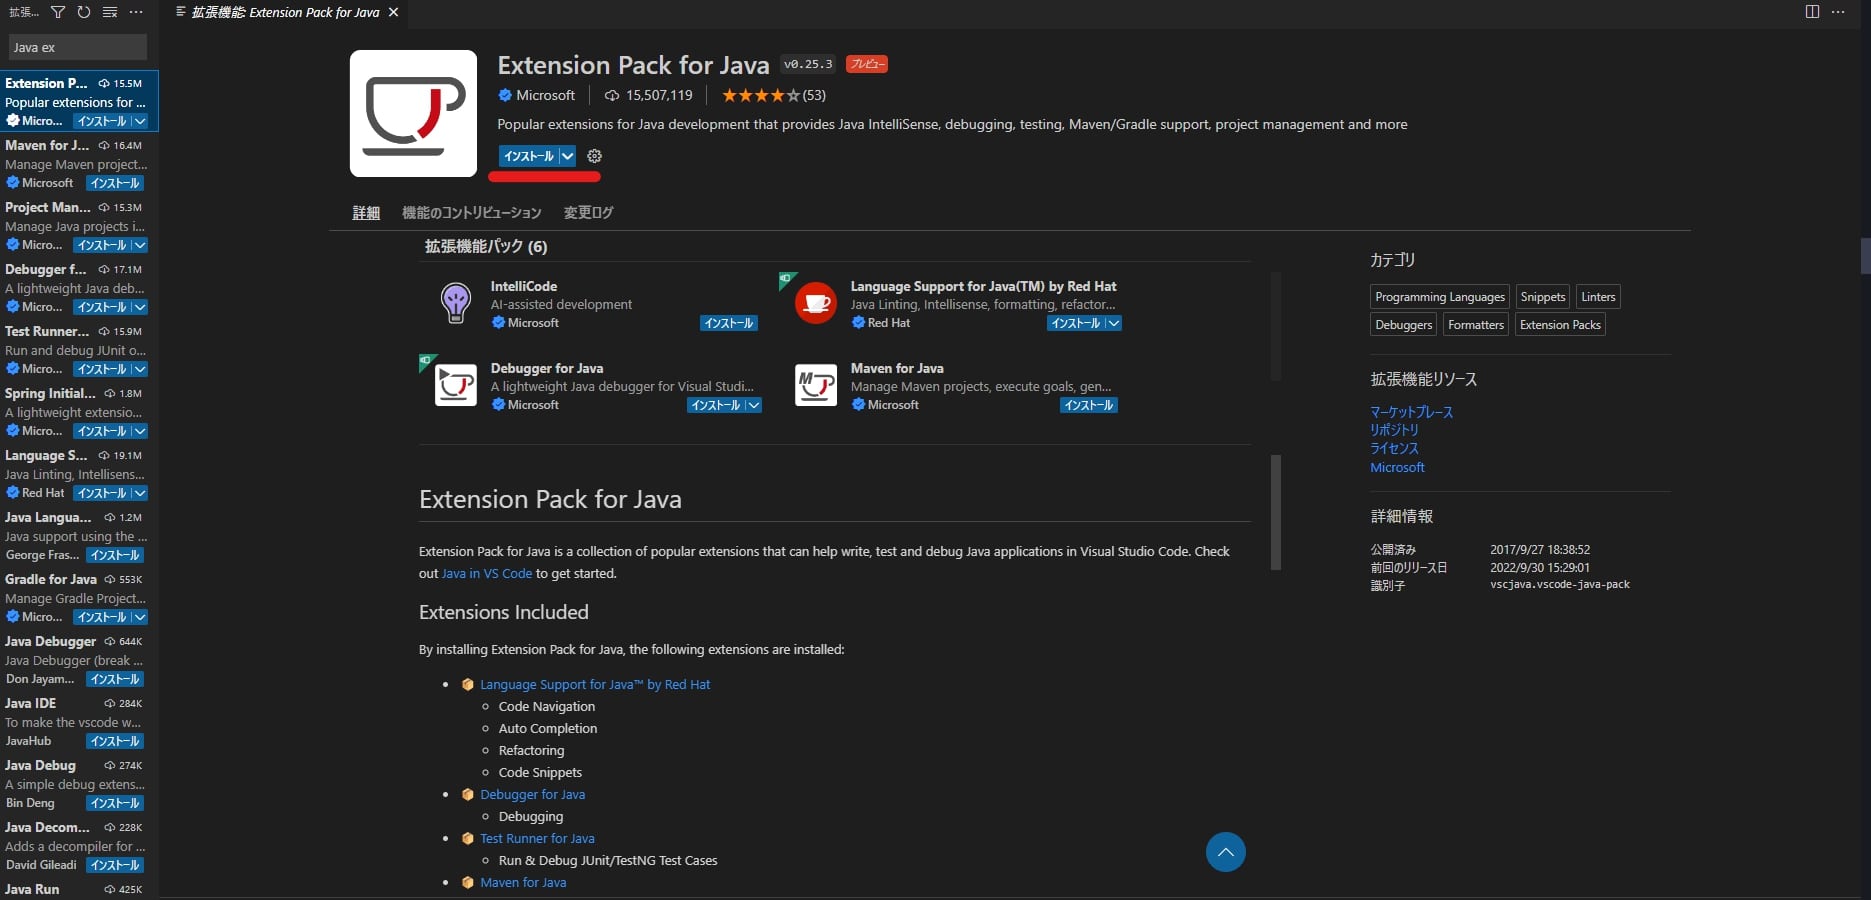 拡張...
拡張機能: Extension Pack for Java
Java ex
Extension P... 15.5M
Popular extensions for ...
Micro... インストール
Maven for J... 16.4M
Manage Maven project...
Microsoft インストール
Project Man... 15.3M
Manage Java projects i...
Micro... インストール
Debugger f... 17.1M
A lightweight Java deb...
Micro... インストール
Test Runner... 15.9M
Run and debug JUnit o...
Micro... インストール
Spring Initial... 1.8M
A lightweight extensio...
Micro... インストール
Language S... 19.1M
Java Linting, Intellisens...
Red Hat インストール
Java Langua... 1.2M
Java support using the ...
George Fras... インストール
Gradle for Java 553K
Manage Gradle Project...
Micro... インストール
Java Debugger 644K
Java Debugger (break ...
Don Jayam... インストール
Java IDE 284K
To make the vscode w...
JavaHub インストール
Java Debug 274K
A simple debug extens...
Bin Deng インストール
Java Decom... 228K
Adds a decompiler for ...
David Gileadi インストール
Java Run 425K
Extension Pack for Java v0.25.3 プレビュー
Microsoft 15,507,119 (53)
Popular extensions for Java development that provides Java IntelliSense, debugging, testing, Maven/Gradle support, project management and more
インストール
詳細 機能のコントリビューション 変更ログ
拡張機能パック (6)
IntelliCode
AI-assisted development
Microsoft インストール
Language Support for Java(TM) by Red Hat
Java Linting, Intellisense, formatting, refactor...
Red Hat インストール
Debugger for Java
A lightweight Java debugger for Visual Studi...
Microsoft インストール
M
Maven for Java
Manage Maven projects, execute goals, gen...
Microsoft インストール
Extension Pack for Java
Extension Pack for Java is a collection of popular extensions that can help write, test and debug Java applications in Visual Studio Code. Check
out Java in VS Code to get started.
Extensions Included
By installing Extension Pack for Java, the following extensions are installed:
Language Support for Java™ by Red Hat
Code Navigation
Auto Completion
Refactoring
Code Snippets
Debugger for Java
Debugging
Test Runner for Java
Run & Debug JUnit/TestNG Test Cases
Maven for Java
カテゴリ
Programming Languages Snippets Linters
Debuggers Formatters Extension Packs
拡張機能リソース
マーケットプレース
リポジトリ
ライセンス
Microsoft
詳細情報
公開済み 2017/9/27 18:38:52
前回のリリース日 2022/9/30 15:29:01
識別子 vscjava.vscode-java-pack